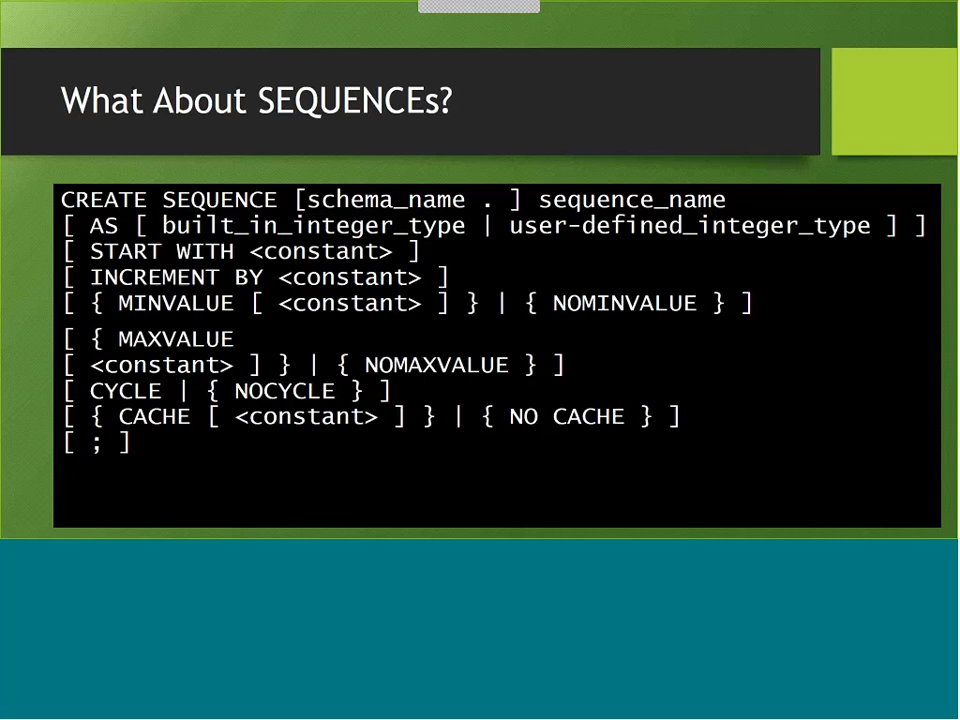 What About SEQUENCEs?
CREATE SEQUENCE [schema_name . ] sequence_name
[ AS [ built_in_integer_type | user-defined_integer_type ] ]
[ START WITH <constant> ]
[ INCREMENT BY <constant> ]
[ { MINVALUE [ <constant> ] } | { NOMINVALUE } ]
[ { MAXVALUE
[ <constant> ] } | { NOMAXVALUE } ]
[ CYCLE | { NOCYCLE } ]
[ { CACHE [ <constant> ] } | { NO CACHE } ]
[ ; ]